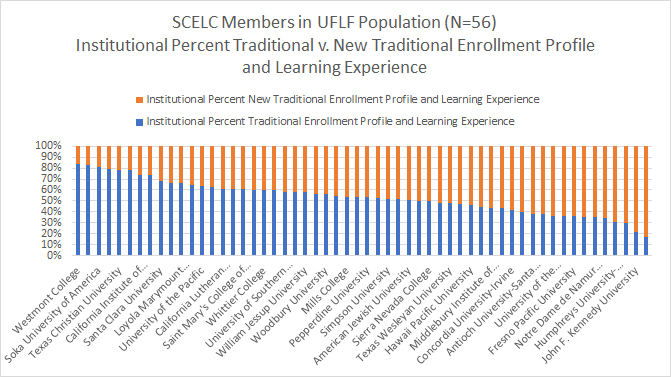 SCELC Members in UFLF Population (N=56)
Institutional Percent Traditional v. New Traditional Enrollment Profile
and Learning Experience
Institutional Percent New Traditional Enrollment Profile and Learning Experience
Institutional Percent Traditional Enrollment Profile and Learning Experience
100%
90%
80%
70%
60%
50%
40%
30%
20%
10%
0%
Westmont College
Soka University of America
Texas Christian University
California Institute of...
Santa Clara University
Loyola Marymount...
University of the Pacific
California Lutheran...
Saint Mary's College of...
Whittier College
University of Southern...
William Jessup University
Woodbury University
Mills College
Pepperdine University
Simpson University
American Jewish University
Sierra Nevada College
Texas Wesleyan University
Hawaii Pacific University
Middlebury Institute of...
Concordia University-Irvine
Antioch University-Santa...
University of the...
Fresno Pacific University
Notre Dame de Namur...
Humphreys University-...
John F. Kennedy University